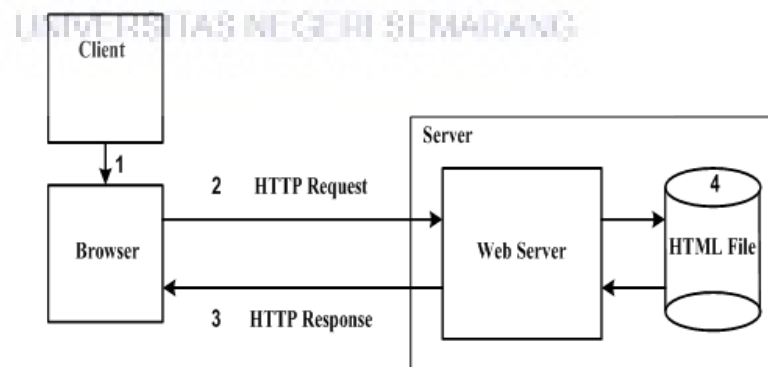 UNIVERSITAS NEGERI SEMARANG
Client
1
Server
2 HTTP Request
4
Browser
Web Server
HTML File
3 HTTP Response